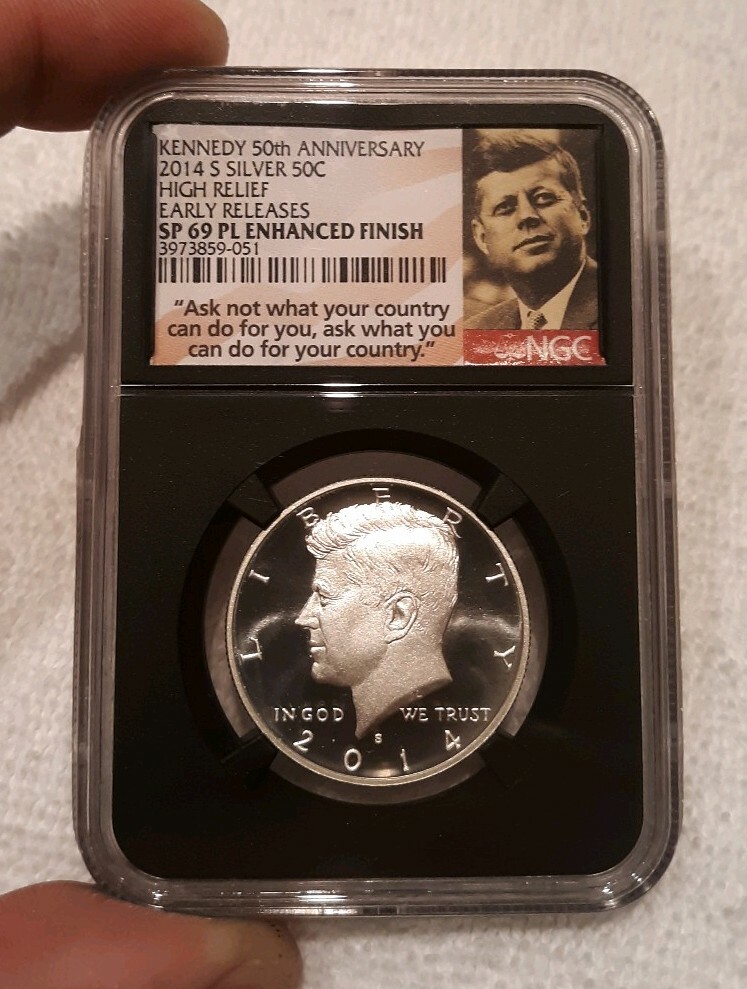 KENNEDY 50th ANNIVERSARY
2014 S SILVER 50C
HIGH RELIEF
EARLY RELEASES
SP 69 PL ENHANCED FINISH
3973859-051
"Ask not what your country
can do for you, ask what you
can do for your country."
NGC
LIBERTY
IN GOD WE TRUST
S
2014